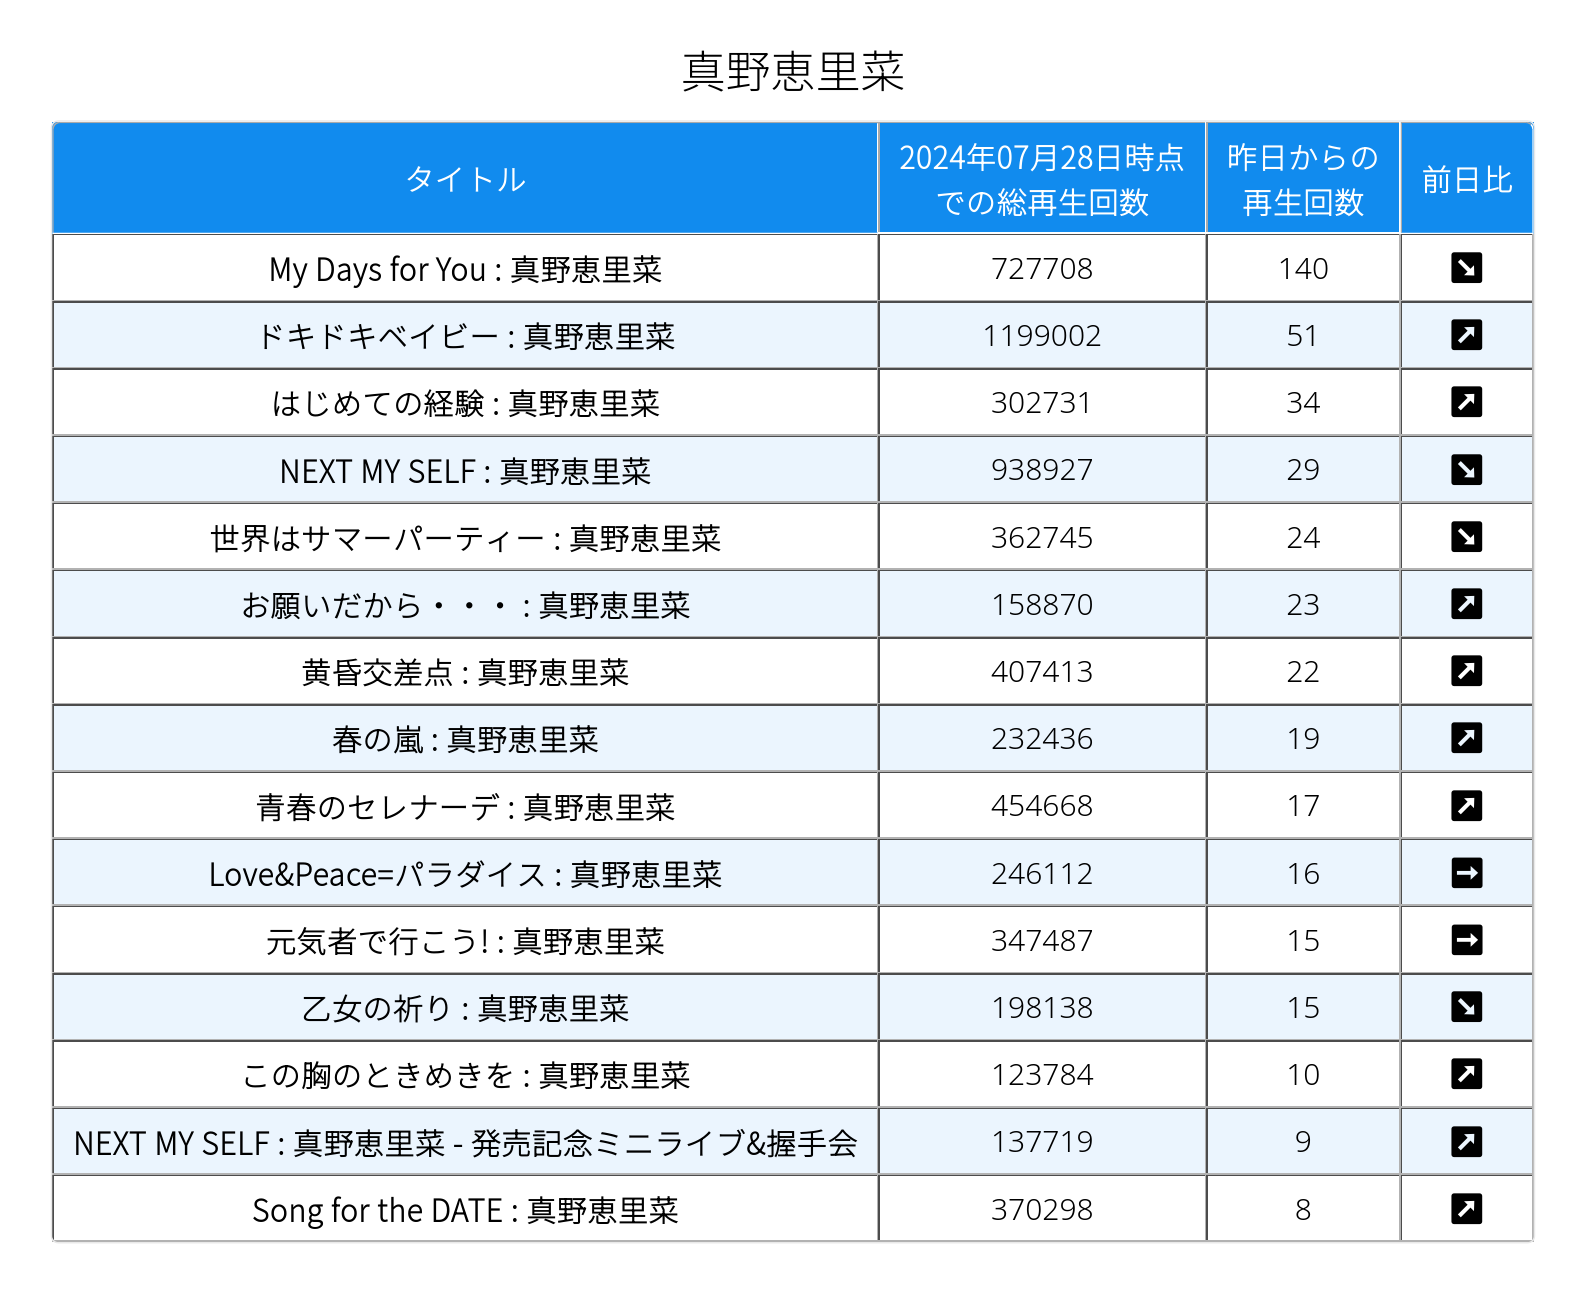 真野恵里菜
タイトル
2024年07月28日時点
での総再生回数
昨日からの
再生回数
前日比
My Days for You : 真野恵里菜 727708 140
ドキドキベイビー : 真野恵里菜 1199002 51
はじめての経験 : 真野恵里菜 302731 34
NEXT MY SELF : 真野恵里菜 938927 29
世界はサマーパーティー : 真野恵里菜 362745 24
お願いだから・・・ : 真野恵里菜 158870 23
黄昏交差点 : 真野恵里菜 407413 22
春の嵐 : 真野恵里菜 232436 19
青春のセレナーデ : 真野恵里菜 454668 17
Love&Peace=パラダイス : 真野恵里菜 246112 16
元気者で行こう! : 真野恵里菜 347487 15
乙女の祈り : 真野恵里菜 198138 15
この胸のときめきを : 真野恵里菜 123784 10
NEXT MY SELF : 真野恵里菜 - 発売記念ミニライブ&握手会 137719 9
Song for the DATE : 真野恵里菜 370298 8